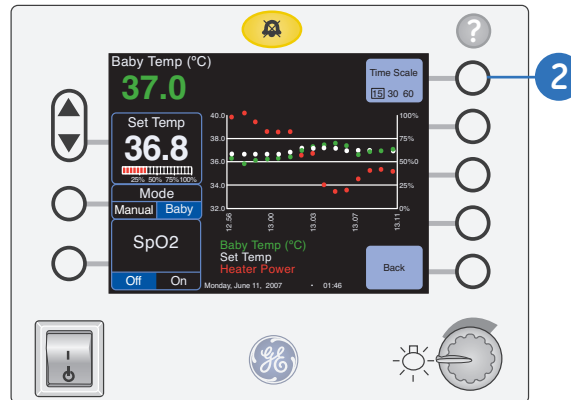 ?
Baby Temp (ºC)
37.0
Time Scale
15 30 60
2
Set Temp
36.8
25% 50% 75% 100%
Mode
Manual Baby
SpO2
Off On
40.0 100%
38.0 75%
36.0 50%0
34.0 25%
32.0 0%
12.56 13.00 13.03 13.07 13.11
Baby Temp (ºC)
Set Temp
Heater Power
Back
Monday, June 11, 2007 - 01:46
GE